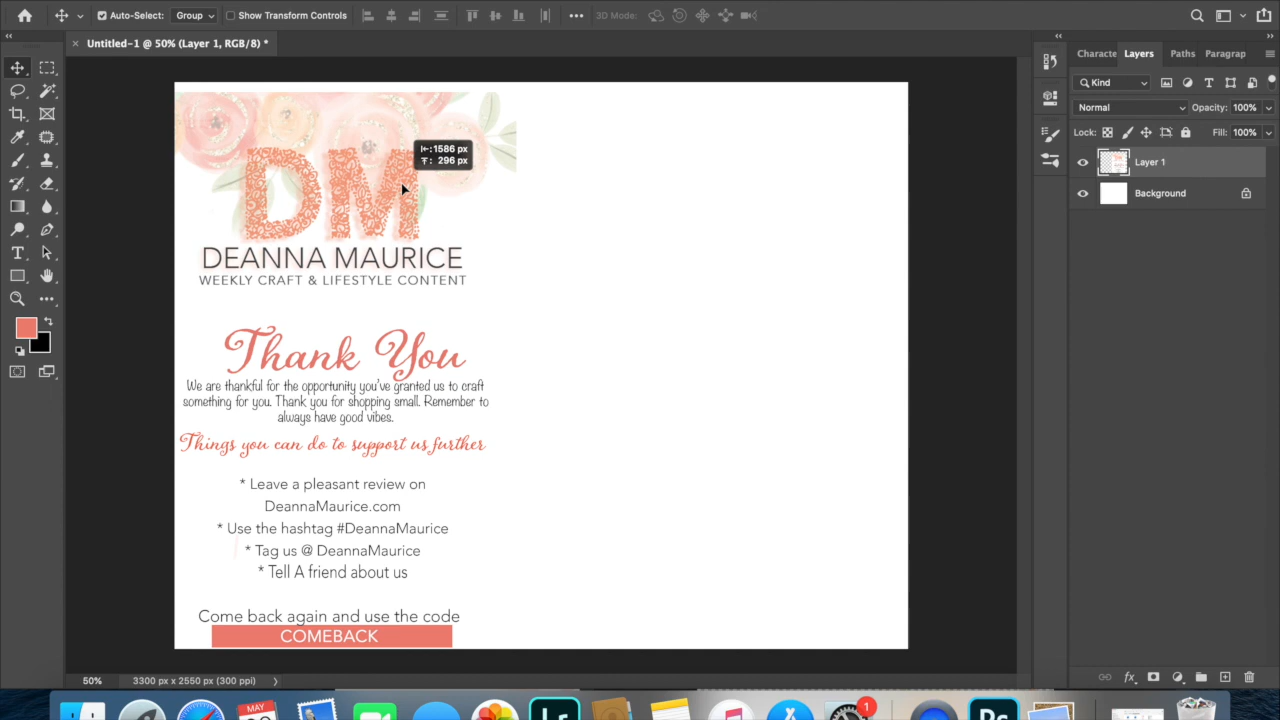 Auto-Select:
Group
Show Transform Controls
3D Mode:
Untitled-1 @ 50% (Layer 1, RGB/8) *
Characte
Layers
Paths
Paragrap
Kind
Normal
Opacity: 100%
Lock:
Fill: 100%
Layer 1
Background
1586 px
296 px
DM
DEANNA MAURICE
WEEKLY CRAFT & LIFESTYLE CONTENT
Thank You
We are thankful for the opportunity you've granted us to craft
something for you. Thank you for shopping small. Remember to
always have good vibes.
Things you can do to support us further
* Leave a pleasant review on
DeannaMaurice.com
* Use the hashtag #DeannaMaurice
* Tag us @ DeannaMaurice
* Tell A friend about us
Come back again and use the code
COMEBACK
50%
3300 px x 2550 px (300 ppi)
fx
MAY
1